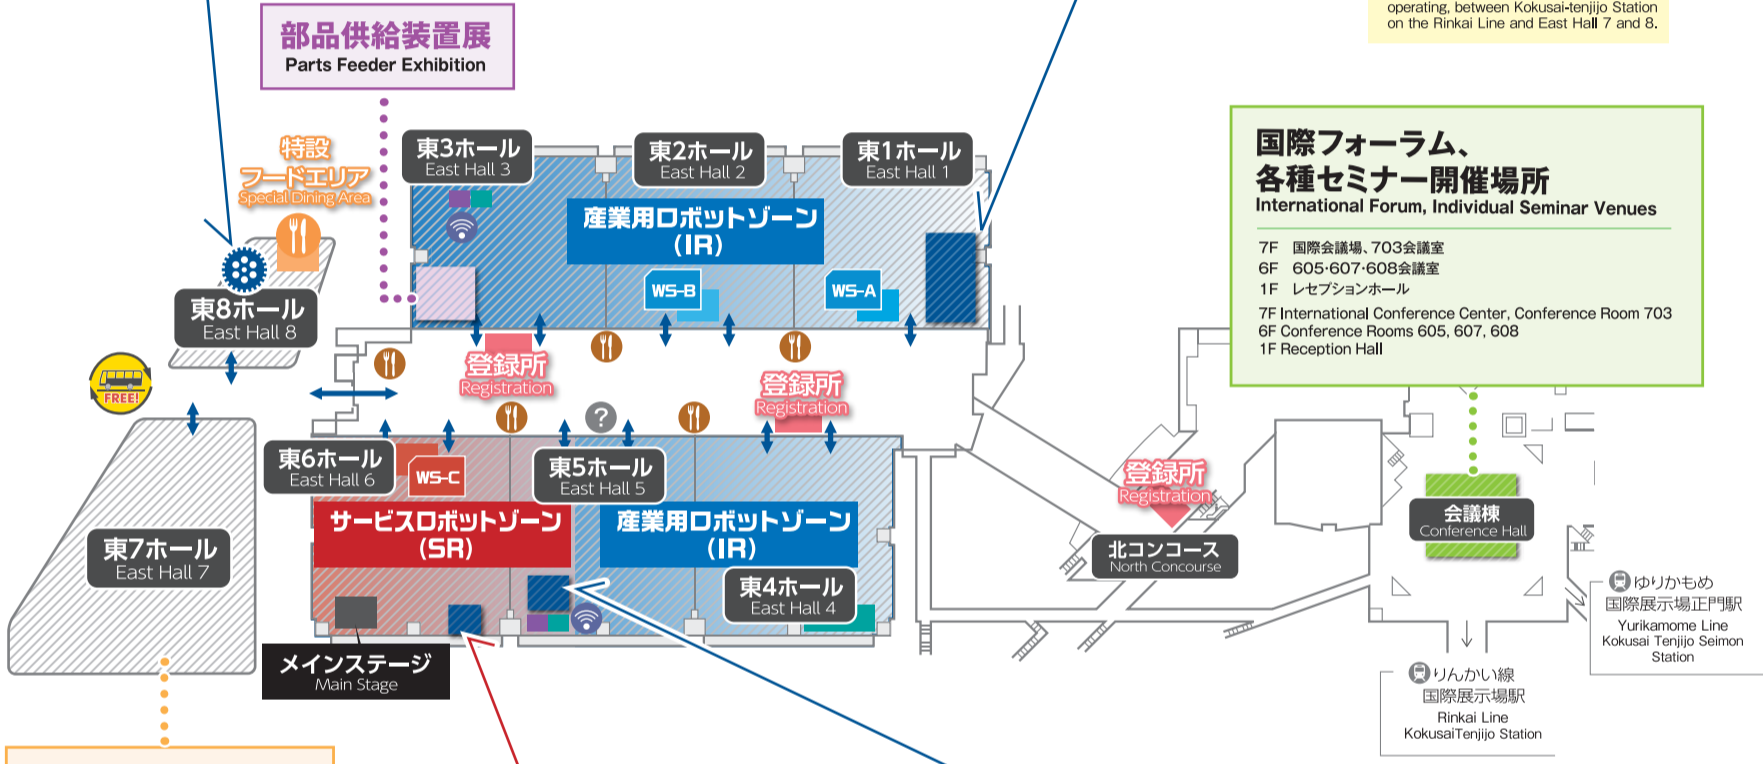 operating, between Kokusai-tenjijo Station
on the Rinkai Line and East Hall 7 and 8.
部品供給装置展
Parts Feeder Exhibition
国際フォーラム、
各種セミナー開催場所
International Forum, Individual Seminar Venues
7F 国際会議場、703会議室
6F 605・607・608会議室
1F レセプションホール
7F International Conference Center, Conference Room 703
6F Conference Rooms 605, 607, 608
1F Reception Hall
特設
フードエリア
Special Dining Area
東3ホール
East Hall 3
東2ホール
East Hall 2
東1ホール
East Hall 1
産業用ロボットゾーン
(IR)
WS-B
WS-A
東8ホール
East Hall 8
FREE!
登録所
Registration
登録所
Registration
?
東6ホール
East Hall 6
WS-C
東5ホール
East Hall 5
サービスロボットゾーン
(SR)
産業用ロボットゾーン
(IR)
東4ホール
East Hall 4
東7ホール
East Hall 7
メインステージ
Main Stage
登録所
Registration
北コンコース
North Concourse
会議棟
Conference Hall
ゆりかもめ
国際展示場正門駅
Yurikamome Line
Kokusai Tenjijo Seimon
Station
りんかい線
国際展示場駅
Rinkai Line
KokusaiTenjijo Station